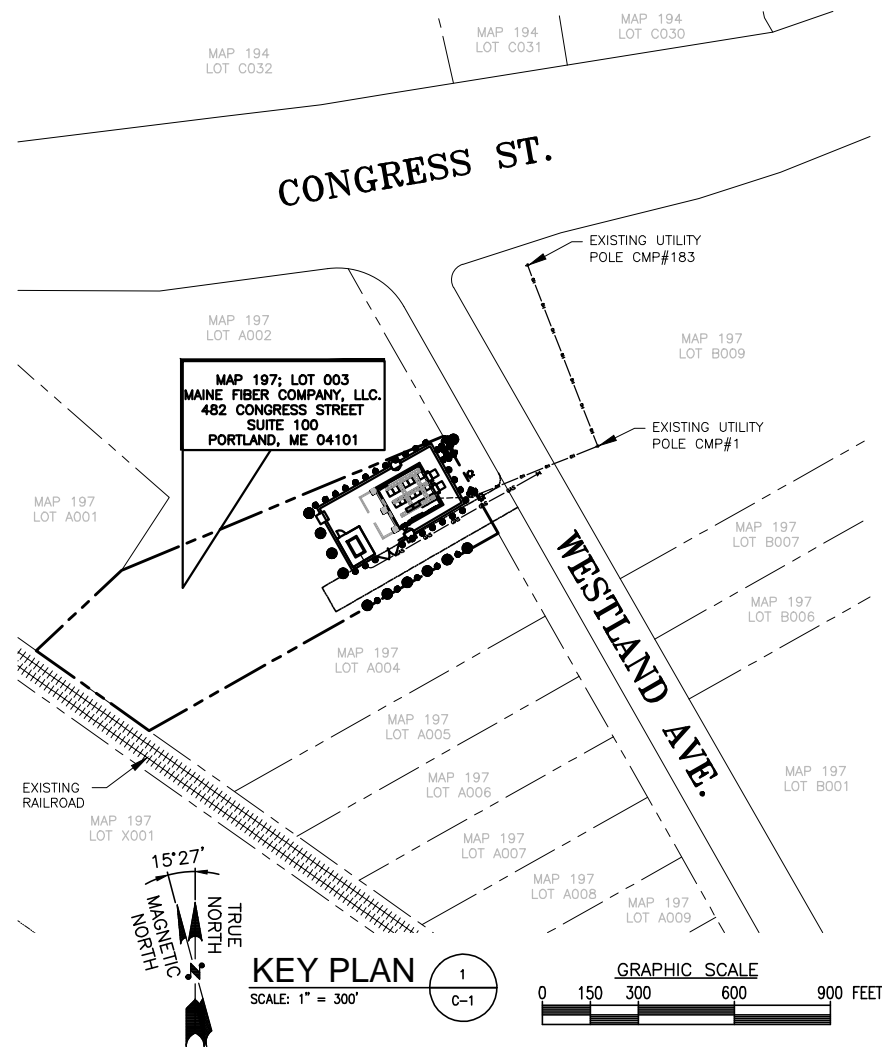 MAP 194
LOT C032
MAP 194
LOT C031
MAP 194
LOT C030
CONGRESS ST.
EXISTING UTILITY
POLE CMP#183
MAP 197
LOT A002
MAP 197
LOT B009
MAP 197; LOT 003
MAINE FIBER COMPANY, LLC.
482 CONGRESS STREET
SUITE 100
PORTLAND, ME 04101
EXISTING UTILITY
POLE CMP#1
MAP 197
LOT A001
MAP 197
LOT B007
MAP 197
LOT B006
WESTLAND AVE.
MAP 197
LOT A004
MAP 197
LOT A005
MAP 197
LOT A006
MAP 197
LOT B001
EXISTING
RAILROAD
MAP 197
LOT X001
MAP 197
LOT A007
MAP 197
LOT A008
MAP 197
LOT A009
15°27'
TRUE
NORTH
MAGNETIC
NORTH
N
KEY PLAN
SCALE: 1" = 300'
1
C-1
GRAPHIC SCALE
0 150 300 600 900 FEET